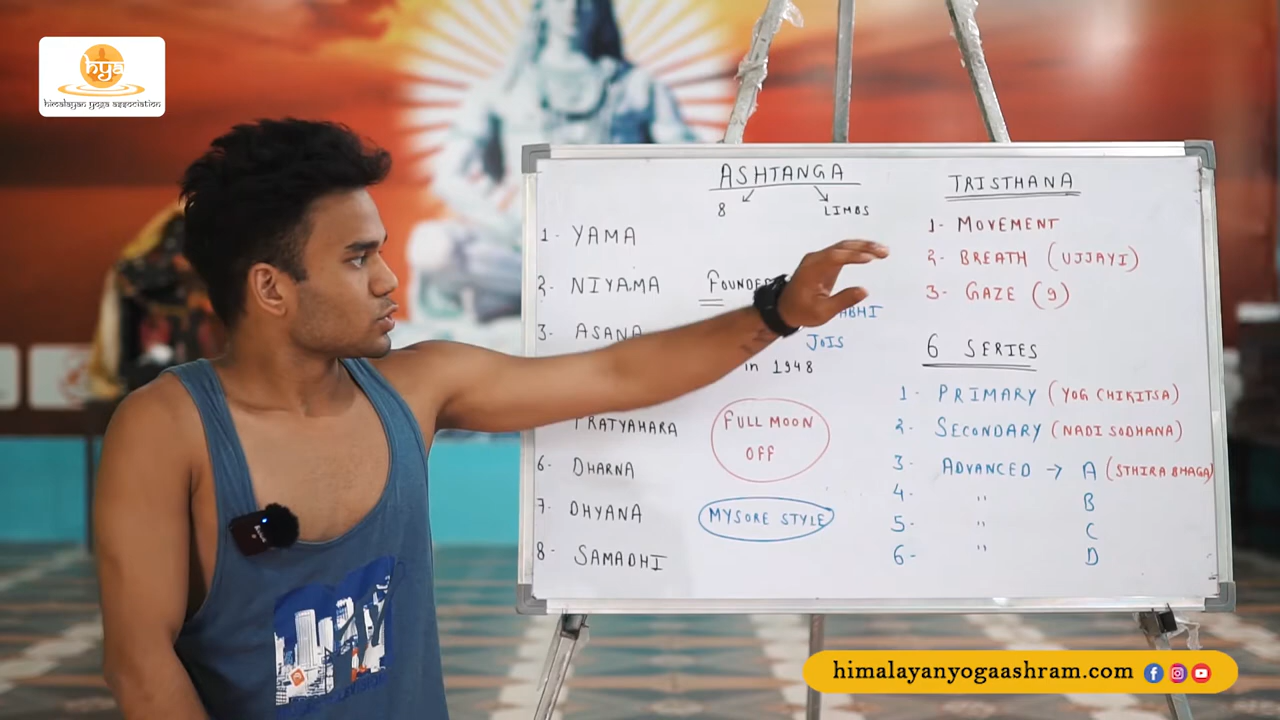 hya
himalayan yoga association
ASHTANGA
8 LIMBS
1- YAMA
2- NIYAMA
3- ASANA
PRATYAHARA
6- DHARNA
7- DHYANA
8- SAMADHI
JOIS
in 1948
FULL MOON
OFF
MYSORE STYLE
TRISTHANA
1- MOVEMENT
2- BREATH (UJJAYI)
3- GAZE (9)
6 SERIES
1- PRIMARY (YOG CHIKITSA)
2- SECONDARY (NADI SODHANA)
3- ADVANCED → A (STHIRA BHAGA)
4- " B
5- " C
6- " D
himalayanyogaashram.com